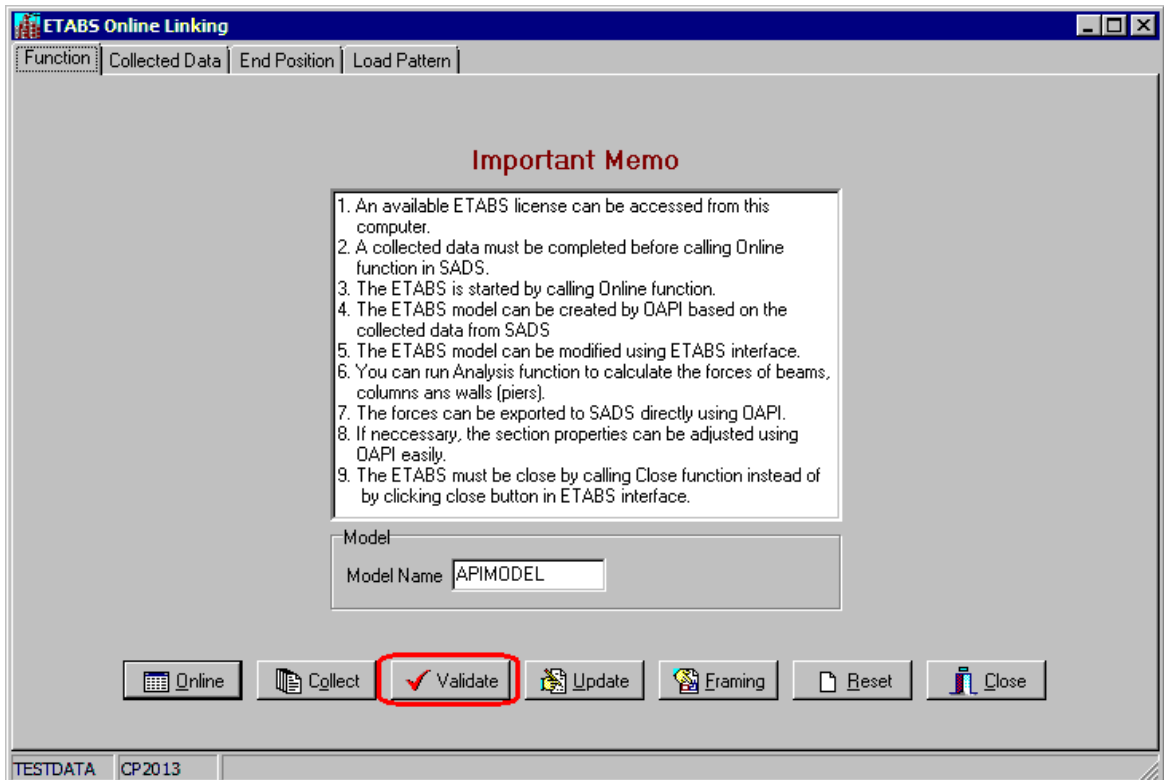 ETABS Online Linking
Function Collected Data End Position Load Pattern
Important Memo
1. An available ETABS license can be accessed from this
computer.
2. A collected data must be completed before calling Online
function in SADS.
3. The ETABS is started by calling Online function.
4. The ETABS model can be created by OAPI based on the
collected data from SADS
5. The ETABS model can be modified using ETABS interface.
6. You can run Analysis function to calculate the forces of beams,
columns ans walls (piers).
7. The forces can be exported to SADS directly using OAPI.
8. If neccessary, the section properties can be adjusted using
OAPI easily.
9. The ETABS must be close by calling Close function instead of
by clicking close button in ETABS interface.
Model
Model Name APIMODEL
Online Collect Validate Update Framing Reset Close
TESTDATA CP2013